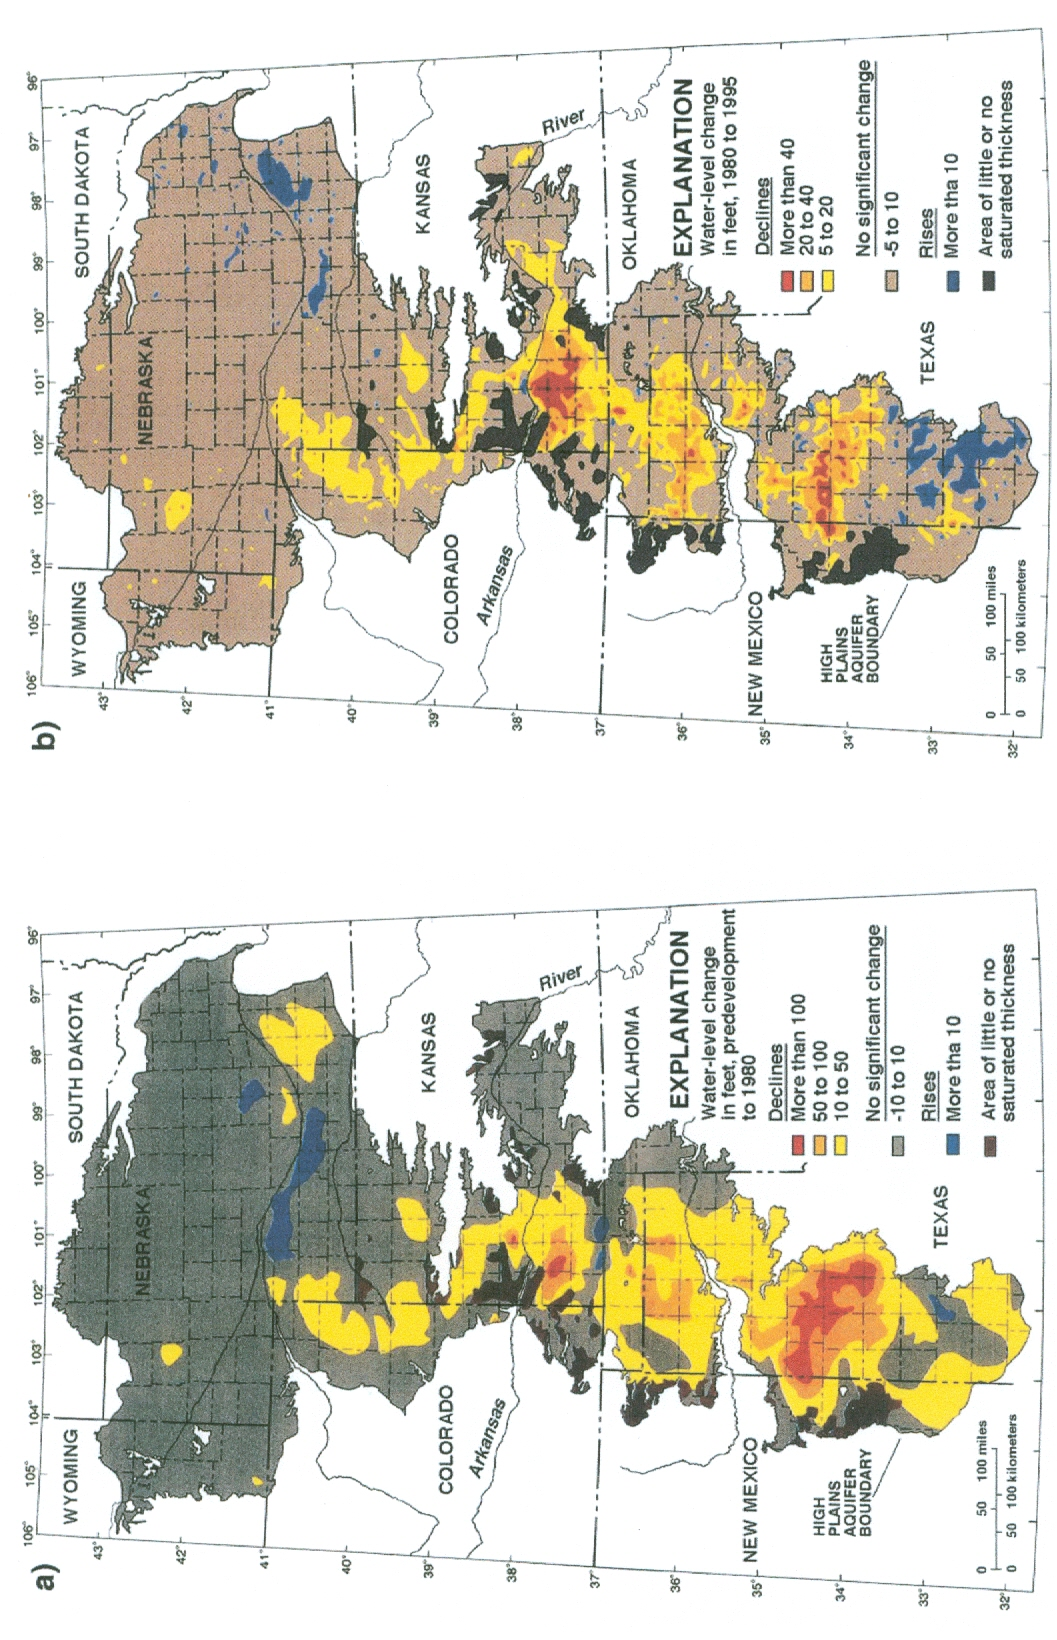 a)
106°
105°
104°
103°
102°
101°
100°
99°
98°
97°
96°
43°
42°
41°
40°
39°
38°
37°
36°
35°
34°
33°
32°
WYOMING
SOUTH DAKOTA
NEBRASKA
COLORADO
KANSAS
Arkansas
River
NEW MEXICO
OKLAHOMA
TEXAS
HIGH
PLAINS
AQUIFER
BOUNDARY
0 50 100 miles
0 50 100 kilometers
EXPLANATION
Water-level change
in feet, predevelopment
to 1980
Declines
More than 100
50 to 100
10 to 50
No significant change
-10 to 10
Rises
More tha 10
Area of little or no
saturated thickness
b)
106°
105°
104°
103°
102°
101°
100°
99°
98°
97°
96°
43°
42°
41°
40°
39°
38°
37°
36°
35°
34°
33°
32°
WYOMING
SOUTH DAKOTA
NEBRASKA
COLORADO
KANSAS
Arkansas
River
NEW MEXICO
OKLAHOMA
TEXAS
HIGH
PLAINS
AQUIFER
BOUNDARY
0 50 100 miles
0 50 100 kilometers
EXPLANATION
Water-level change
in feet, 1980 to 1995
Declines
More than 40
20 to 40
5 to 20
No significant change
-5 to 10
Rises
More tha 10
Area of little or no
saturated thickness